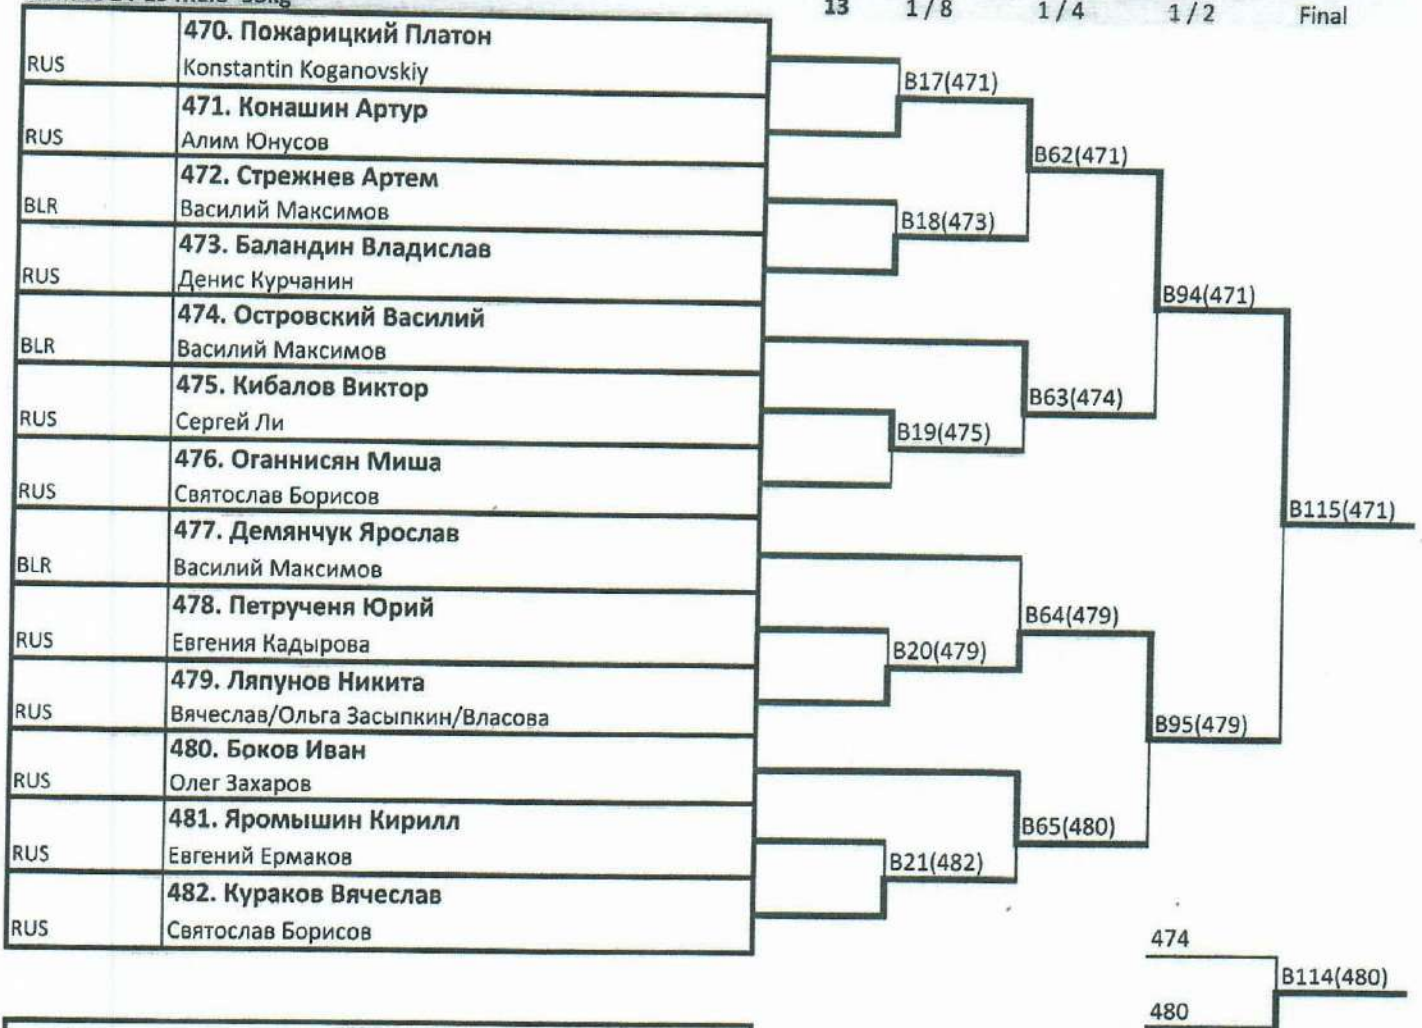 13 1/8 1/4 1/2 Final
470. Пожарицкий Платон
RUS Konstantin Koganovskiy
B17(471)
471. Конашин Артур
RUS Алим Юнусов
B62(471)
472. Стрежнев Артем
BLR Василий Максимов
B18(473)
473. Баландин Владислав
RUS Денис Курчанин
B94(471)
474. Островский Василий
BLR Василий Максимов
475. Кибалов Виктор
B63(474)
RUS Сергей Ли
B19(475)
476. Оганнисян Миша
RUS Святослав Борисов
B115(471)
477. Демянчук Ярослав
BLR Василий Максимов
478. Петрученя Юрий
B64(479)
RUS Евгения Кадырова
B20(479)
479. Ляпунов Никита
RUS Вячеслав/Ольга Засыпкин/Власова
B95(479)
480. Боков Иван
RUS Олег Захаров
481. Яромышин Кирилл
B65(480)
RUS Евгений Ермаков
B21(482)
482. Кураков Вячеслав
RUS Святослав Борисов
474
B114(480)
480